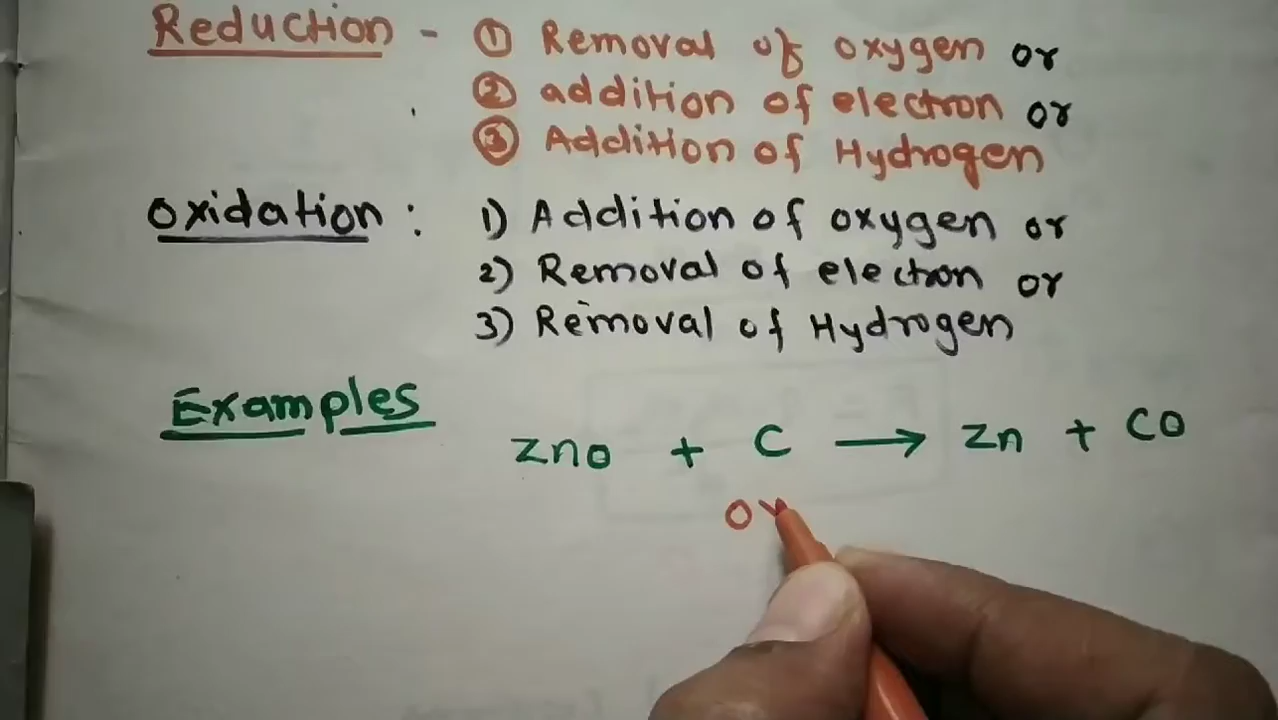 Reduction - ① Removal of oxygen or
② addition of electron or
③ Addition of Hydrogen
Oxidation : 1) Addition of oxygen or
2) Removal of electron or
3) Removal of Hydrogen
Examples
ZnO + C → Zn + CO
ox